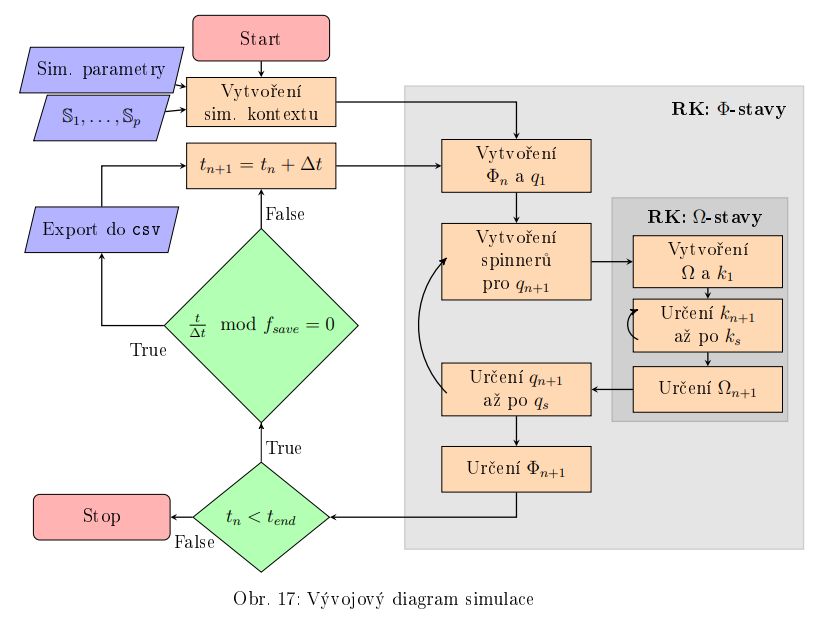 Start
Sim. parametry
𝕊₁, . . . , 𝕊ₚ
Vytvoření
sim. kontextu
RK: Φ-stavy
tₙ₊₁ = tₙ + Δt
Vytvoření
Φₙ a q₁
False
Export do csv
Vytvoření
spinnerů
pro qₙ₊₁
RK: Ω-stavy
Vytvoření
Ω a k₁
Určení kₙ₊₁
až po kₛ
Určení Ωₙ₊₁
t/Δt mod f_save = 0
True
Určení qₙ₊₁
až po qₛ
True
Určení Φₙ₊₁
Stop
tₙ < t_end
False
Obr. 17: Vývojový diagram simulace